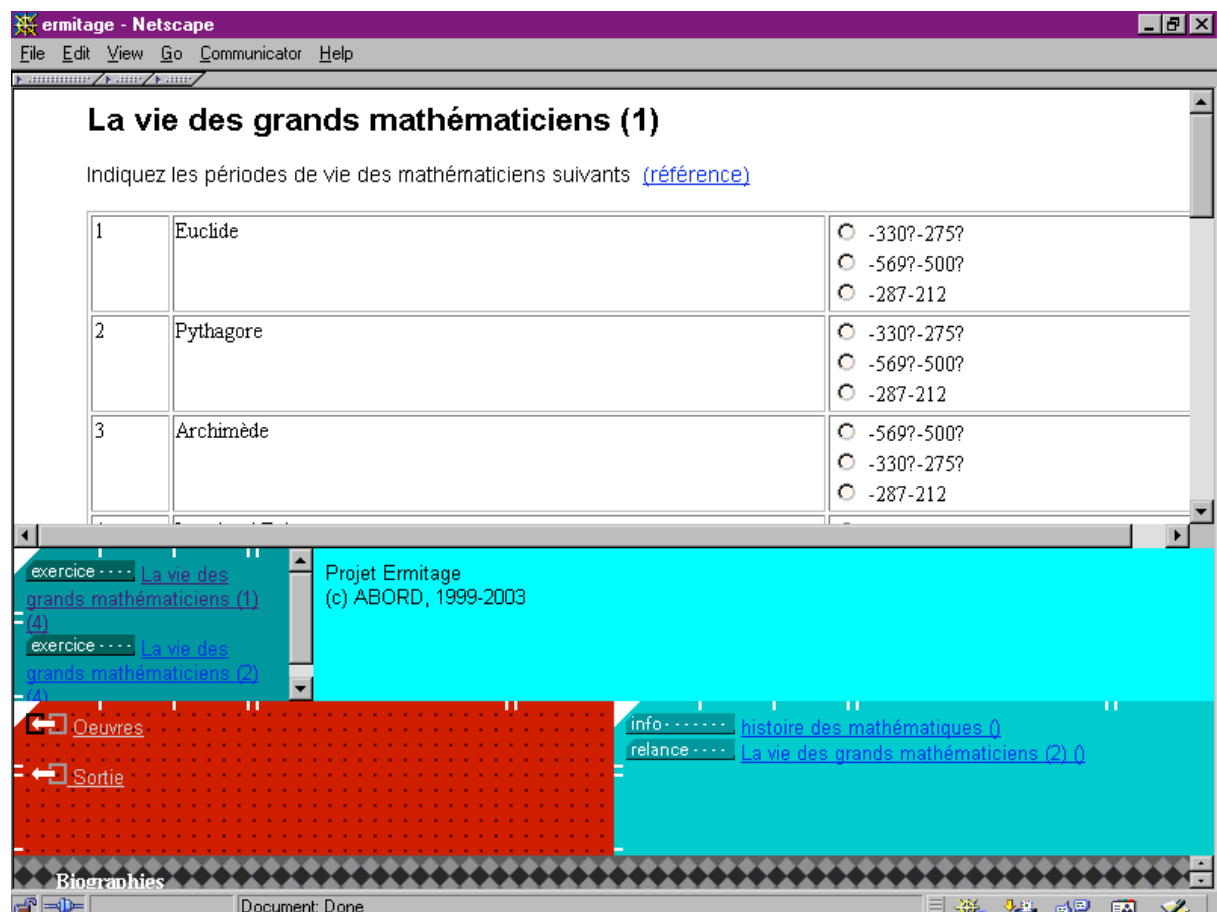 ermitage - Netscape
File Edit View Go Communicator Help
La vie des grands mathématiciens (1)
Indiquez les périodes de vie des mathématiciens suivants (référence)
1 Euclide -330?-275?
-569?-500?
-287-212
2 Pythagore -330?-275?
-569?-500?
-287-212
3 Archimède -569?-500?
-330?-275?
-287-212
exercice La vie des
grands mathématiciens (1)
(4)
exercice La vie des
grands mathématiciens (2)
(4)
Projet Ermitage
(c) ABORD, 1999-2003
Oeuvres
Sortie
info histoire des mathématiques ()
relance La vie des grands mathématiciens (2) ()
Biographies
Document: Done